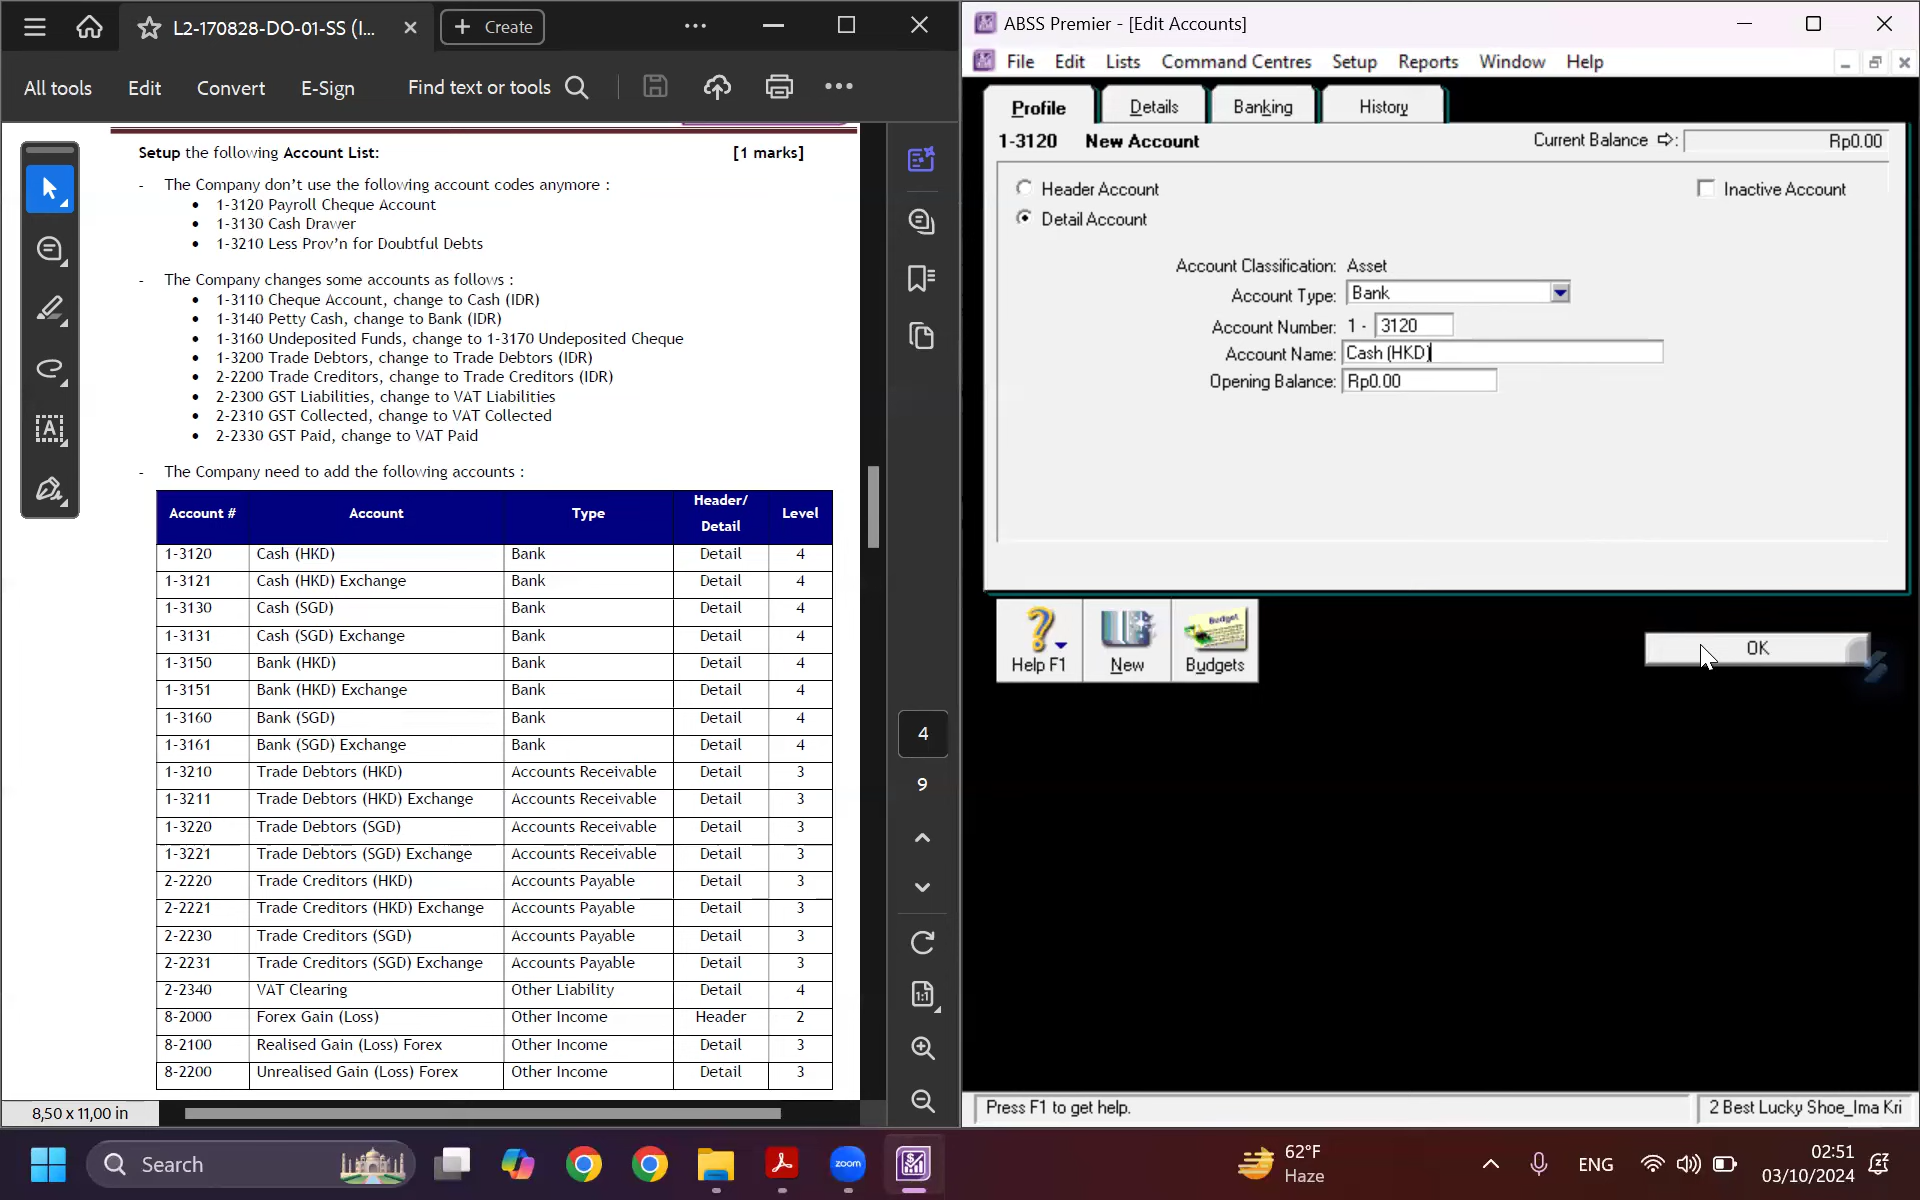 L2-170828-DO-01-SS (I...
Create
All tools
Edit
Convert
E-Sign
Find text or tools
Setup the following Account List: [1 marks]
- The Company don't use the following account codes anymore :
• 1-3120 Payroll Cheque Account
• 1-3130 Cash Drawer
• 1-3210 Less Prov'n for Doubtful Debts
- The Company changes some accounts as follows :
• 1-3110 Cheque Account, change to Cash (IDR)
• 1-3140 Petty Cash, change to Bank (IDR)
• 1-3160 Undeposited Funds, change to 1-3170 Undeposited Cheque
• 1-3200 Trade Debtors, change to Trade Debtors (IDR)
• 2-2200 Trade Creditors, change to Trade Creditors (IDR)
• 2-2300 GST Liabilities, change to VAT Liabilities
• 2-2310 GST Collected, change to VAT Collected
• 2-2330 GST Paid, change to VAT Paid
- The Company need to add the following accounts :
Account # Account Type Header/ Detail Level
1-3120 Cash (HKD) Bank Detail 4
1-3121 Cash (HKD) Exchange Bank Detail 4
1-3130 Cash (SGD) Bank Detail 4
1-3131 Cash (SGD) Exchange Bank Detail 4
1-3150 Bank (HKD) Bank Detail 4
1-3151 Bank (HKD) Exchange Bank Detail 4
1-3160 Bank (SGD) Bank Detail 4
1-3161 Bank (SGD) Exchange Bank Detail 4
1-3210 Trade Debtors (HKD) Accounts Receivable Detail 3
1-3211 Trade Debtors (HKD) Exchange Accounts Receivable Detail 3
1-3220 Trade Debtors (SGD) Accounts Receivable Detail 3
1-3221 Trade Debtors (SGD) Exchange Accounts Receivable Detail 3
2-2220 Trade Creditors (HKD) Accounts Payable Detail 3
2-2221 Trade Creditors (HKD) Exchange Accounts Payable Detail 3
2-2230 Trade Creditors (SGD) Accounts Payable Detail 3
2-2231 Trade Creditors (SGD) Exchange Accounts Payable Detail 3
2-2340 VAT Clearing Other Liability Detail 4
8-2000 Forex Gain (Loss) Other Income Header 2
8-2100 Realised Gain (Loss) Forex Other Income Detail 3
8-2200 Unrealised Gain (Loss) Forex Other Income Detail 3
8,50 x 11,00 in
4
9
1:1
ABSS Premier - [Edit Accounts]
File Edit Lists Command Centres Setup Reports Window Help
Profile Details Banking History
1-3120 New Account Current Balance : Rp0.00
Header Account
Inactive Account
Detail Account
Account Classification: Asset
Account Type: Bank
Account Number: 1 - 3120
Account Name: Cash (HKD)
Opening Balance: Rp0.00
Budget
Help F1
New
Budgets
OK
Press F1 to get help.
2 Best Lucky Shoe_Ima Kri
Search
zoom
62°F
Haze
ENG
02:51
03/10/2024